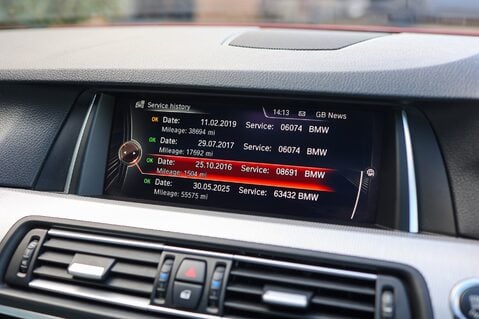 Service history 14:13 GB News
OK Date: 11.02.2019 Service: 06074 BMW
Mileage: 38694 mi
OK Date: 29.07.2017 Service: 06074 BMW
Mileage: 17692 mi
OK Date: 25.10.2016 Service: 08691 BMW
Mileage: 1504 mi
OK Date: 30.05.2025 Service: 63432 BMW
Mileage: 55575 mi